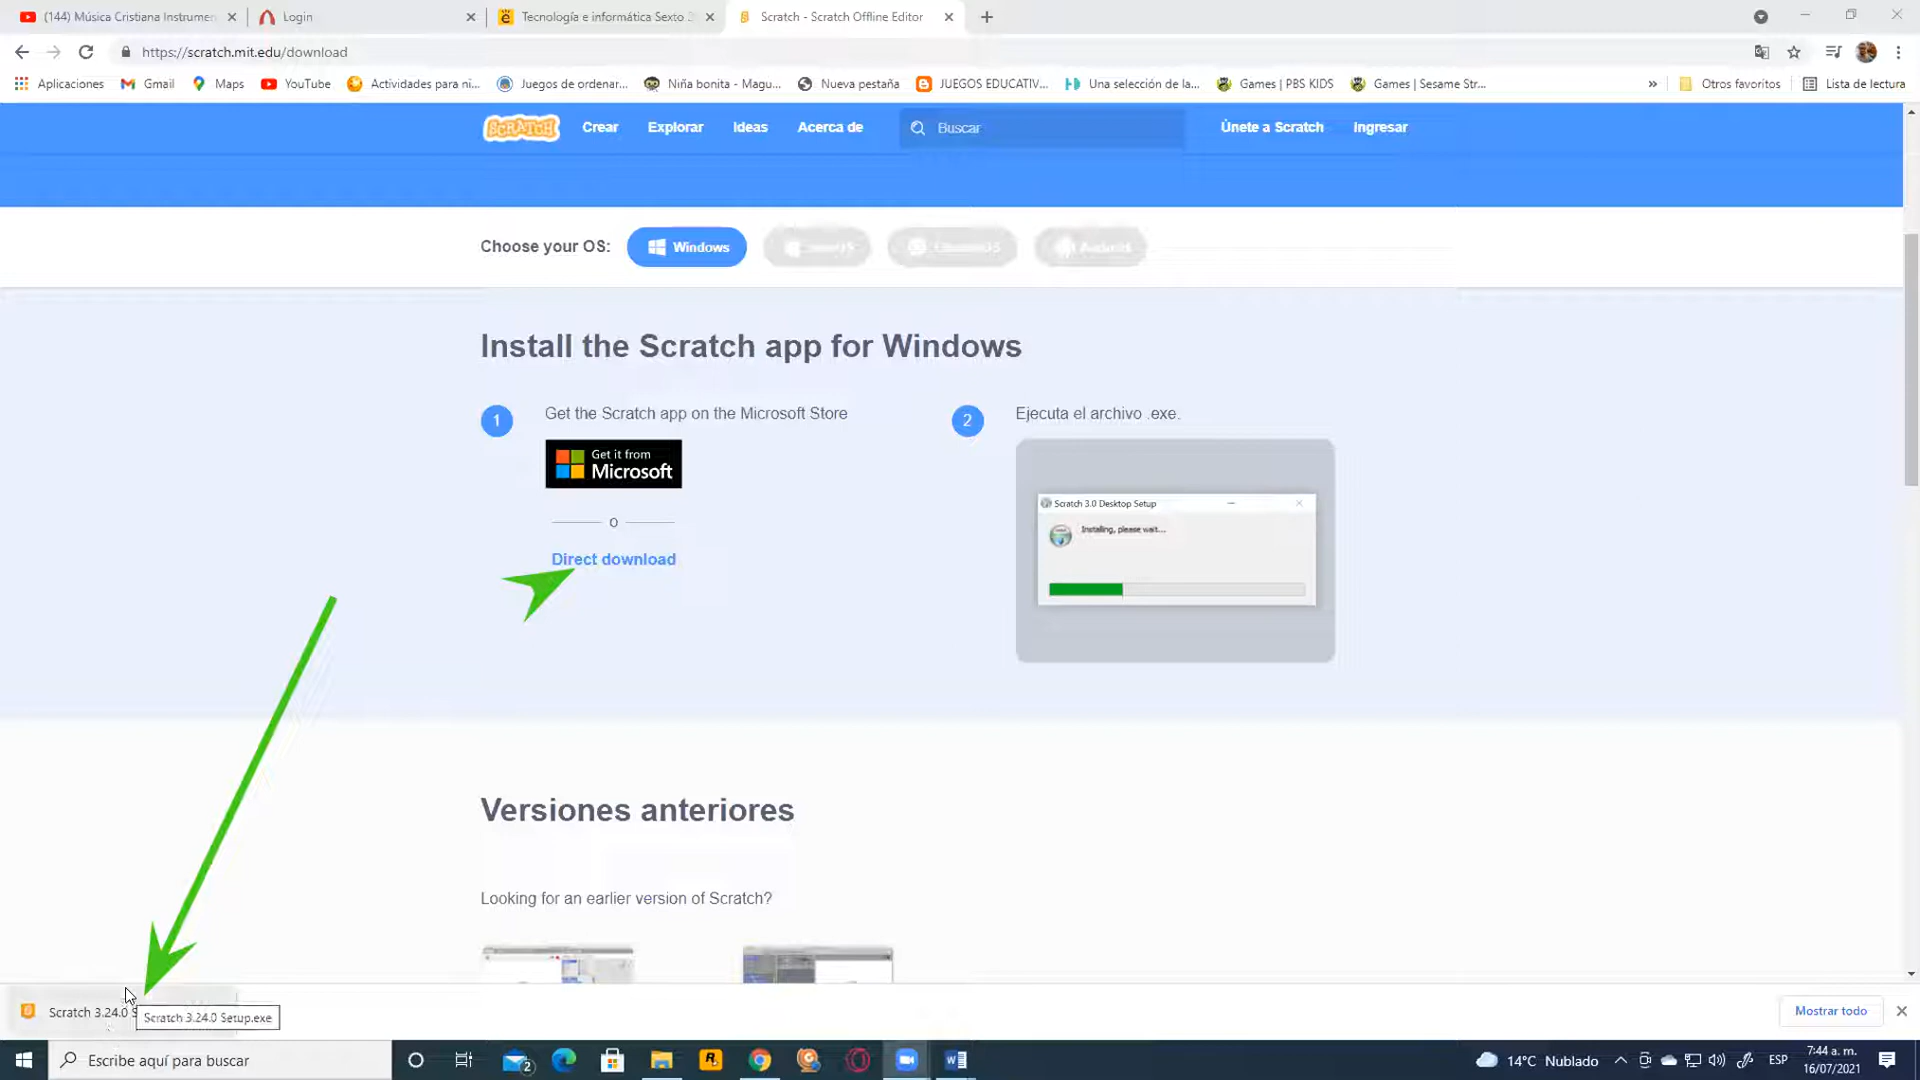 (144) Música Cristiana Instrumen
Login
Tecnología e informática Sexto 2
Scratch - Scratch Offline Editor
https://scratch.mit.edu/download
Aplicaciones
Gmail
Maps
YouTube
Actividades para ni...
Juegos de ordenar...
Niña bonita - Magu...
Nueva pestaña
JUEGOS EDUCATIV...
Una selección de la...
Games | PBS KIDS
Games | Sesame Str...
»
Otros favoritos
Lista de lectura
SCRATCH
Crear
Explorar
Ideas
Acerca de
Buscar
Únete a Scratch
Ingresar
Choose your OS:
Windows
macOS
ChromeOS
Android
Install the Scratch app for Windows
1
Get the Scratch app on the Microsoft Store
Get it from
Microsoft
o
Direct download
2
Ejecuta el archivo .exe.
Scratch 3.0 Desktop Setup
Installing, please wait...
Versiones anteriores
Looking for an earlier version of Scratch?
Scratch 3.24.0 S
Scratch 3.24.0 Setup.exe
Mostrar todo
Escribe aquí para buscar
2
14°C Nublado
ESP
7:44 a. m.
16/07/2021